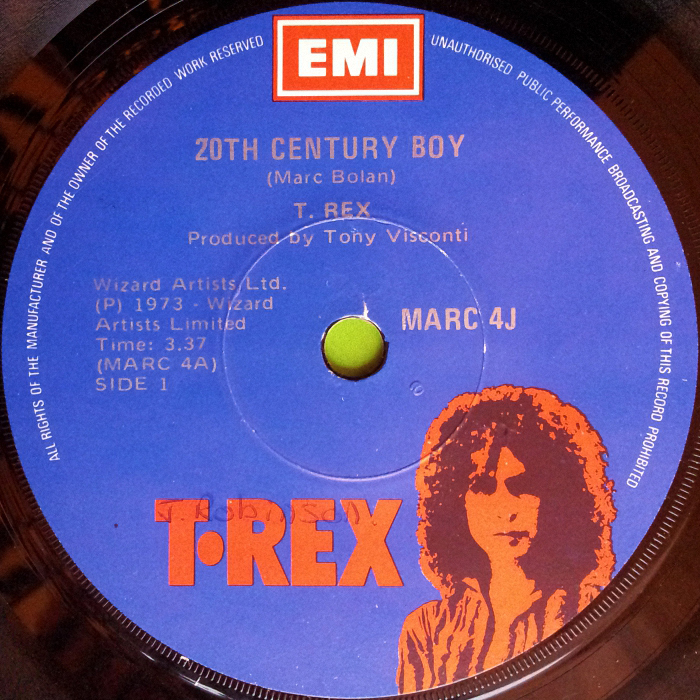 EMI
ALL RIGHTS OF THE MANUFACTURER AND OF THE OWNER OF THE RECORDED WORK RESERVED
UNAUTHORISED PUBLIC PERFORMANCE BROADCASTING AND COPYING OF THIS RECORD PROHIBITED
20TH CENTURY BOY
(Marc Bolan)
T. REX
Produced by Tony Visconti
Wizard Artists Ltd.
(P) 1973 - Wizard
Artists Limited
Time: 3.37
(MARC 4A)
SIDE 1
MARC 4J
J. Robinson
T•REX